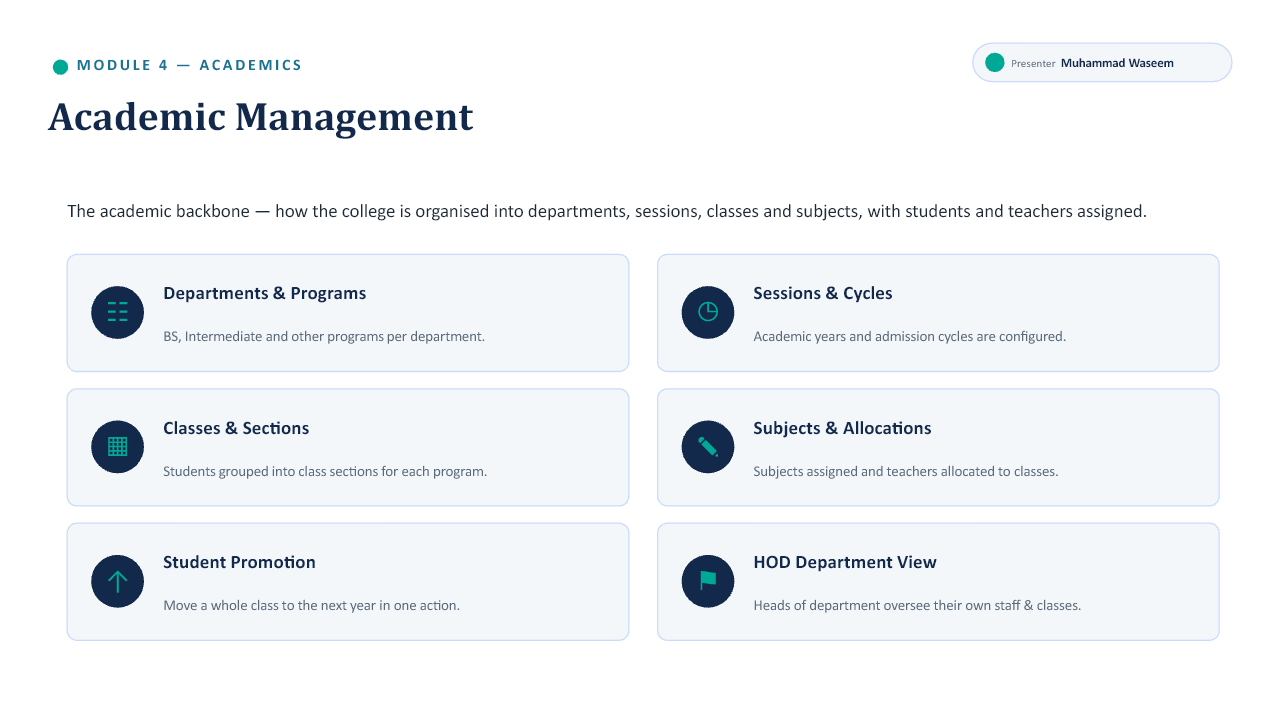 MODULE 4 — ACADEMICS
Presenter Muhammad Waseem
Academic Management
The academic backbone — how the college is organised into departments, sessions, classes and subjects, with students and teachers assigned.
Departments & Programs
BS, Intermediate and other programs per department.
Sessions & Cycles
Academic years and admission cycles are configured.
Classes & Sections
Students grouped into class sections for each program.
Subjects & Allocations
Subjects assigned and teachers allocated to classes.
Student Promotion
Move a whole class to the next year in one action.
HOD Department View
Heads of department oversee their own staff & classes.